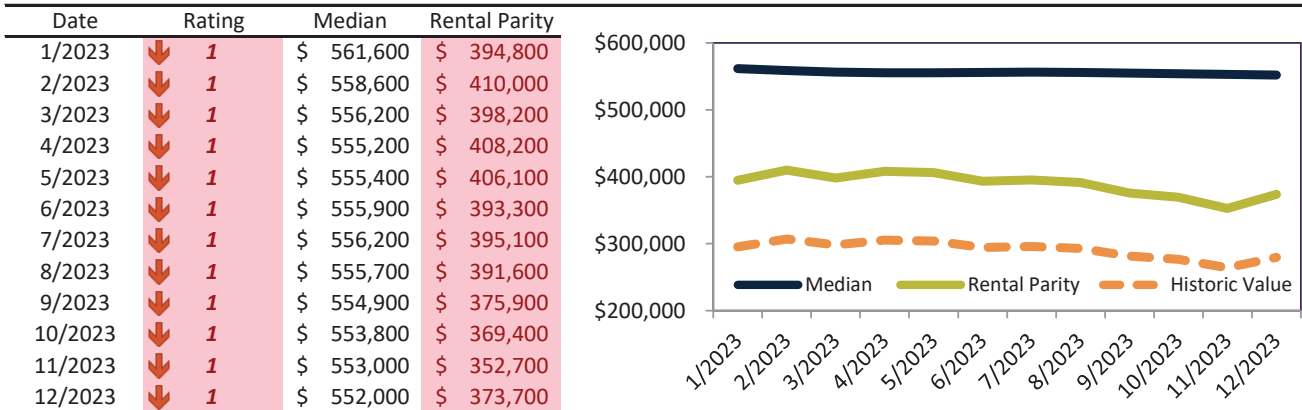 Date Rating Median Rental Parity
1/2023 1 $ 561,600 $ 394,800
2/2023 1 $ 558,600 $ 410,000
3/2023 1 $ 556,200 $ 398,200
4/2023 1 $ 555,200 $ 408,200
5/2023 1 $ 555,400 $ 406,100
6/2023 1 $ 555,900 $ 393,300
7/2023 1 $ 556,200 $ 395,100
8/2023 1 $ 555,700 $ 391,600
9/2023 1 $ 554,900 $ 375,900
10/2023 1 $ 553,800 $ 369,400
11/2023 1 $ 553,000 $ 352,700
12/2023 1 $ 552,000 $ 373,700
$600,000
$500,000
$400,000
$300,000
$200,000
Median Rental Parity Historic Value
1/2023 2/2023 3/2023 4/2023 5/2023 6/2023 7/2023 8/2023 9/2023 10/2023 11/2023 12/2023